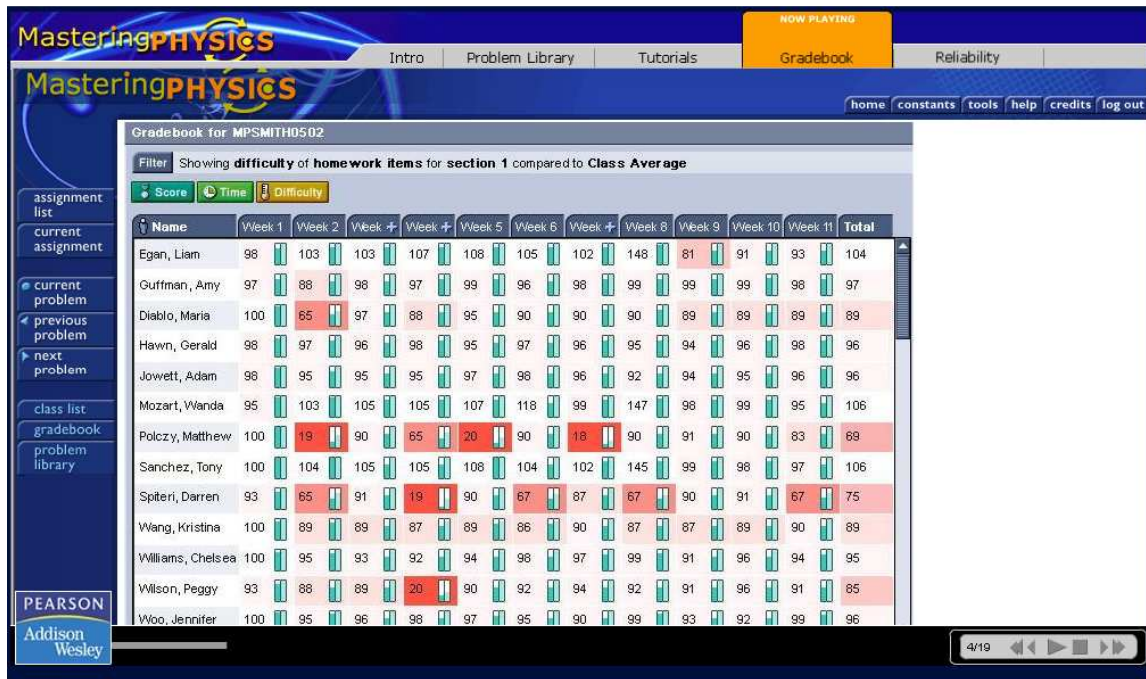 NOW PLAYING
MasteringPHYSICS
Intro Problem Library Tutorials Gradebook Reliability
MasteringPHYSICS
home constants tools help credits log out
Gradebook for MPSMITH0502
Filter Showing difficulty of homework items for section 1 compared to Class Average
Score Time Difficulty
Name Week 1 Week 2 Week + Week + Week 5 Week 6 Week + Week 8 Week 9 Week 10 Week 11 Total
Egan, Liam 98 103 103 107 108 105 102 148 81 91 93 104
Guffman, Amy 97 88 98 97 99 96 98 99 99 99 98 97
Diablo, Maria 100 65 97 88 95 90 90 90 89 89 89 89
Hawn, Gerald 98 97 96 98 95 97 96 95 94 96 98 96
Jowett, Adam 98 95 95 95 97 98 96 92 94 95 96 96
Mozart, Wanda 95 103 105 105 107 118 99 147 98 99 95 106
Polczy, Matthew 100 19 90 65 20 90 18 90 91 90 83 69
Sanchez, Tony 100 104 105 105 108 104 102 145 99 98 97 106
Spiteri, Darren 93 65 91 19 90 67 87 67 90 91 67 75
Wang, Kristina 100 89 89 87 89 86 90 87 87 89 90 89
Williams, Chelsea 100 95 93 92 94 98 97 99 91 96 94 95
Wilson, Peggy 93 88 89 20 90 92 94 92 91 96 91 85
Woo, Jennifer 100 95 96 98 97 95 90 99 93 92 99 96
assignment
list
current
assignment
current
problem
previous
problem
next
problem
class list
gradebook
problem
library
PEARSON
Addison
Wesley
4/19